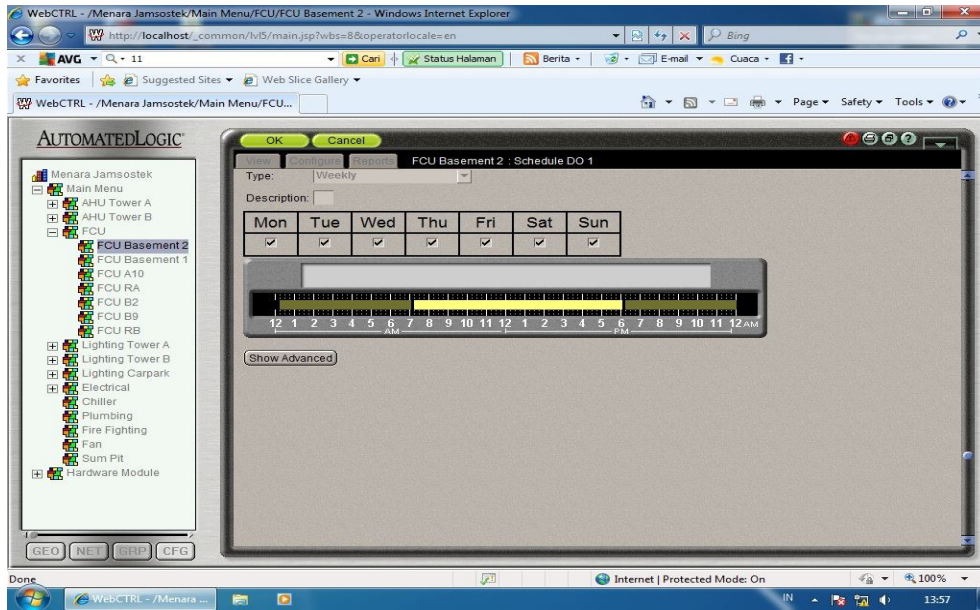 WebCTRL - /Menara Jamsostek/Main Menu/FCU/FCU Basement 2 - Windows Internet Explorer
http://localhost/_common/lvl5/main.jsp?wbs=8&operatorlocale=en
Bing
AVG
Q - 11
Cari
Status Halaman
Berita
E-mail
Cuaca
Favorites
Suggested Sites
Web Slice Gallery
WebCTRL - /Menara Jamsostek/Main Menu/FCU...
Page
Safety
Tools
AUTOMATEDLOGIC
OK
Cancel
View
Configure
Reports
FCU Basement 2 : Schedule DO 1
Menara Jamsostek
Main Menu
AHU Tower A
AHU Tower B
FCU
FCU Basement 2
FCU Basement 1
FCU A10
FCU RA
FCU B2
FCU B9
FCU RB
Lighting Tower A
Lighting Tower B
Lighting Carpark
Electrical
Chiller
Plumbing
Fire Fighting
Fan
Sum Pit
Hardware Module
GEO NET GRP CFG
Type: Weekly
Description:
Mon Tue Wed Thu Fri Sat Sun
12 1 2 3 4 5 6 7 8 9 10 11 12 1 2 3 4 5 6 7 8 9 10 11 12 AM
AM PM
Show Advanced
Done
Internet | Protected Mode: On
100%
WebCTRL - /Menara ...
IN
13:57